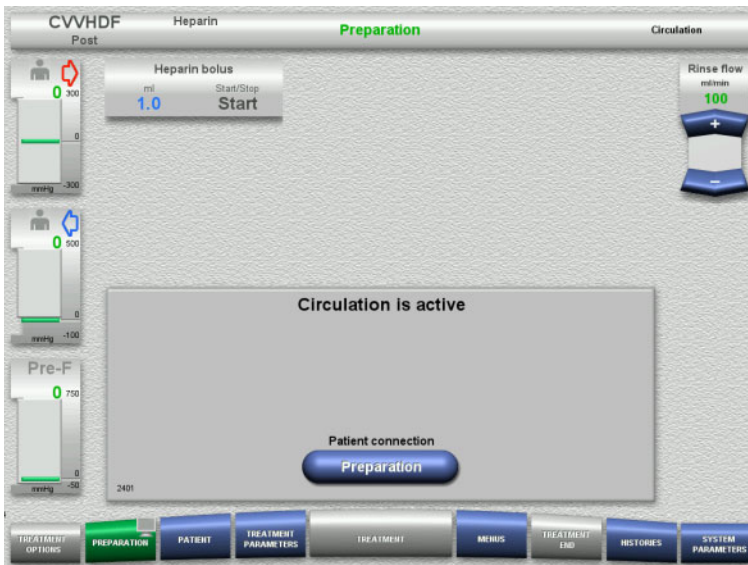 CVVHDF
Post
Heparin
Preparation
Circulation
0
300
0
mmHg
-300
Heparin bolus
ml
1.0
Start/Stop
Start
Rinse flow
ml/min
100
+
−
0
500
0
mmHg
-100
Pre-F
0
750
0
mmHg
-50
Circulation is active
Patient connection
Preparation
2401
TREATMENT
OPTIONS
PREPARATION
PATIENT
TREATMENT
PARAMETERS
TREATMENT
MENUS
TREATMENT
END
HISTORIES
SYSTEM
PARAMETERS